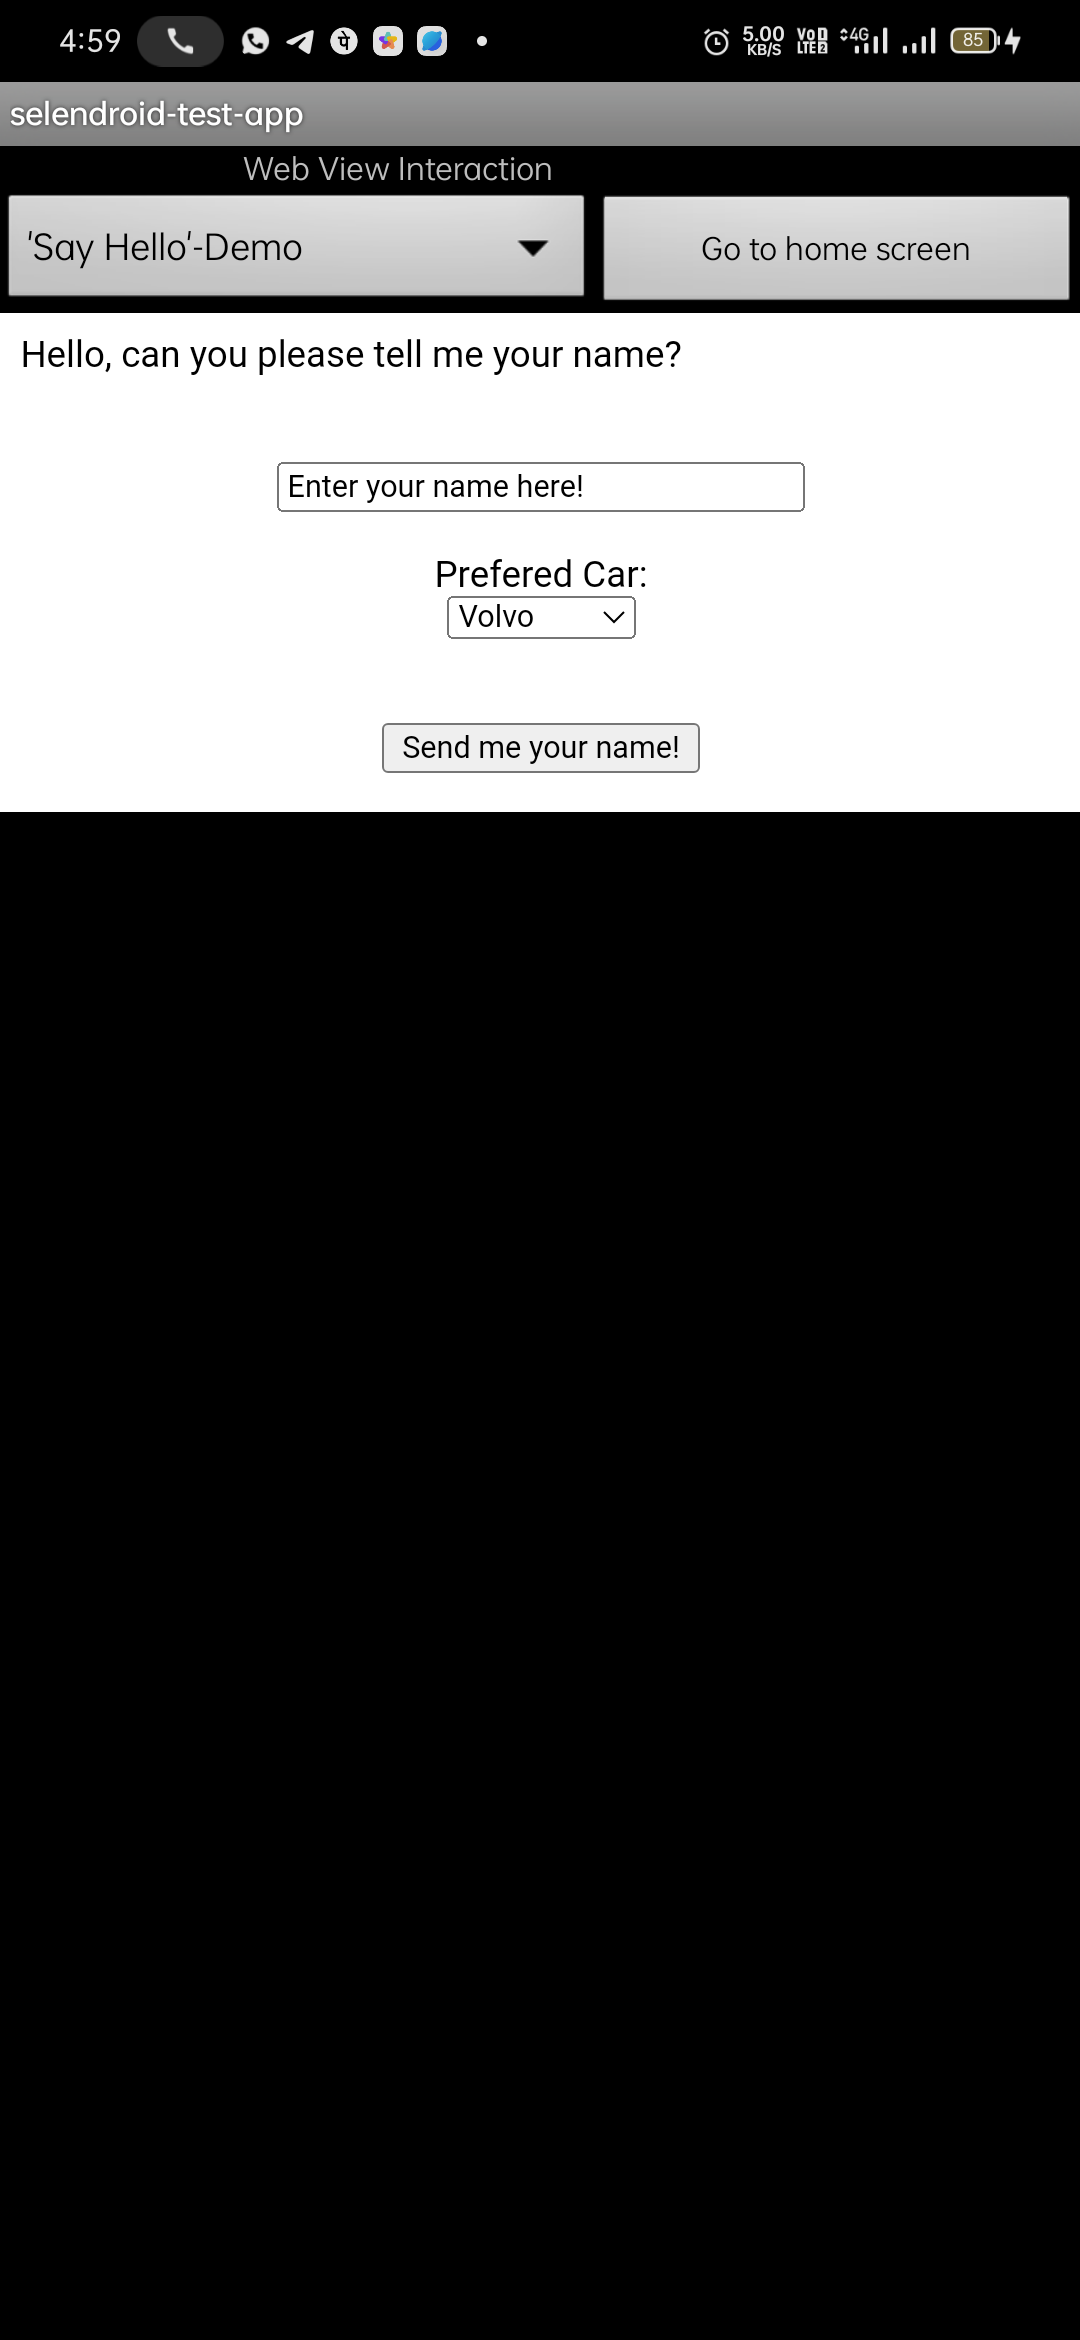 4:59 पे 5.00 KB/S VoD LTE2 4G 85
selendroid-test-app
Web View Interaction
'Say Hello'-Demo Go to home screen
Hello, can you please tell me your name?
Enter your name here!
Prefered Car:
Volvo
Send me your name!